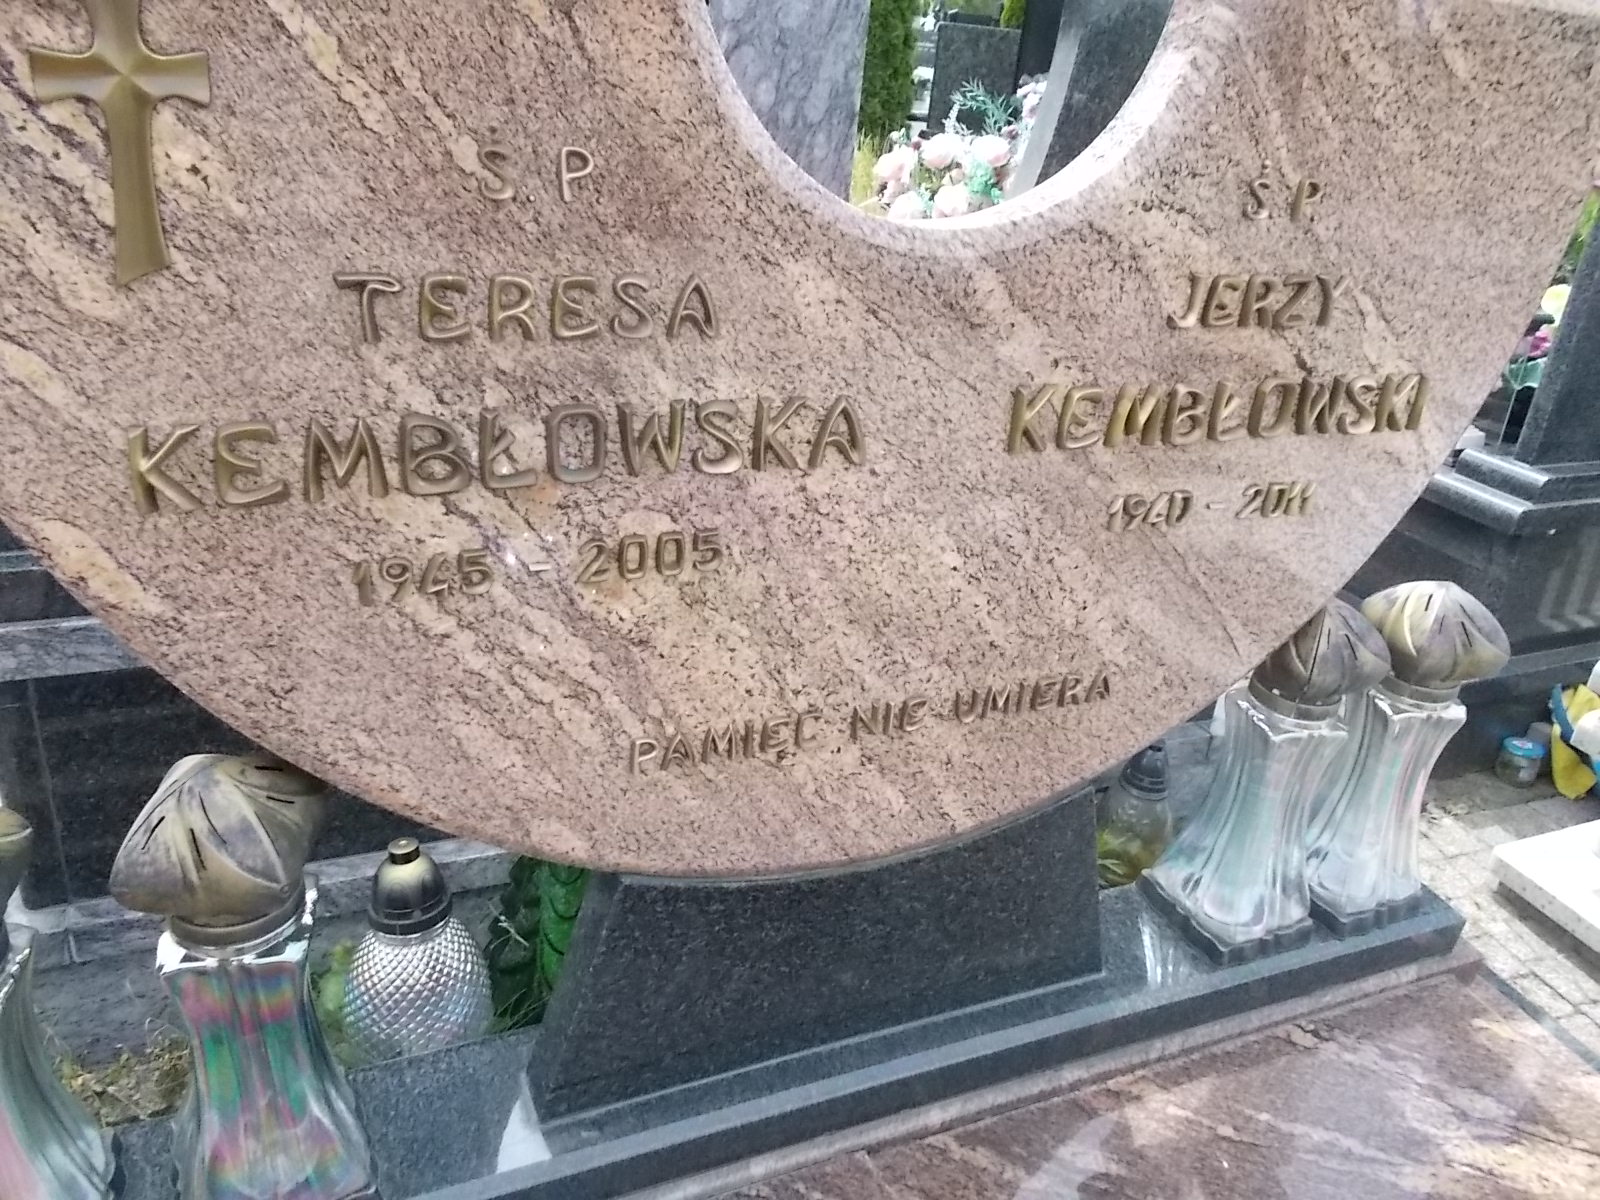 Ś.P.
TERESA
KEMBŁOWSKA
1945 - 2005
Ś P
JERZY
KEMBŁOWSKI
1940 - 2011
PAMIĘĆ NIE UMIERA